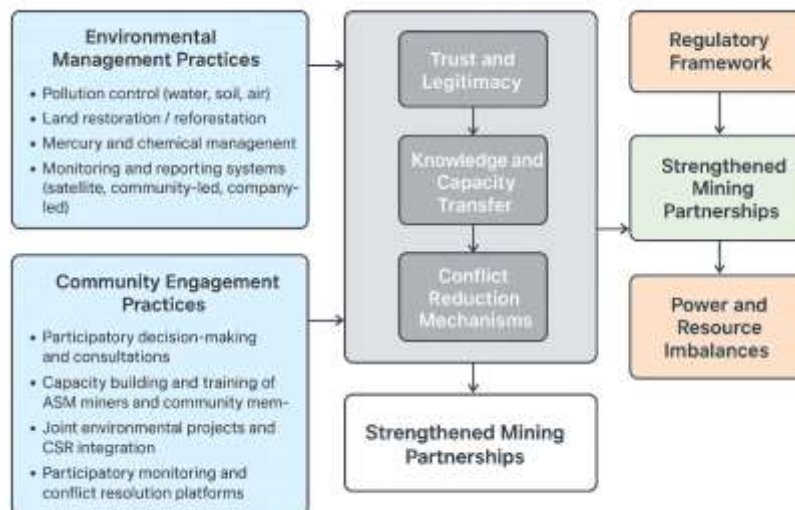 Environmental
Management Practices
• Pollution control (water, soil, air)
• Land restoration / reforestation
• Mercury and chemical management
• Monitoring and reporting systems
(satellite, community-led, company-
led)
Community Engagement
Practices
• Participatory decision-making
and consultations
• Capacity building and training of
ASM miners and community mem-
• Joint environmental projects and
CSR integration
• Participatory monitoring and
conflict resolution platforms
Trust and
Legitimacy
Knowledge and
Capacity
Transfer
Conflict
Reduction
Mechanisms
Strengthened Mining
Partnerships
Regulatory
Framework
Strengthened
Mining
Partnerships
Power and
Resource
Imbalances